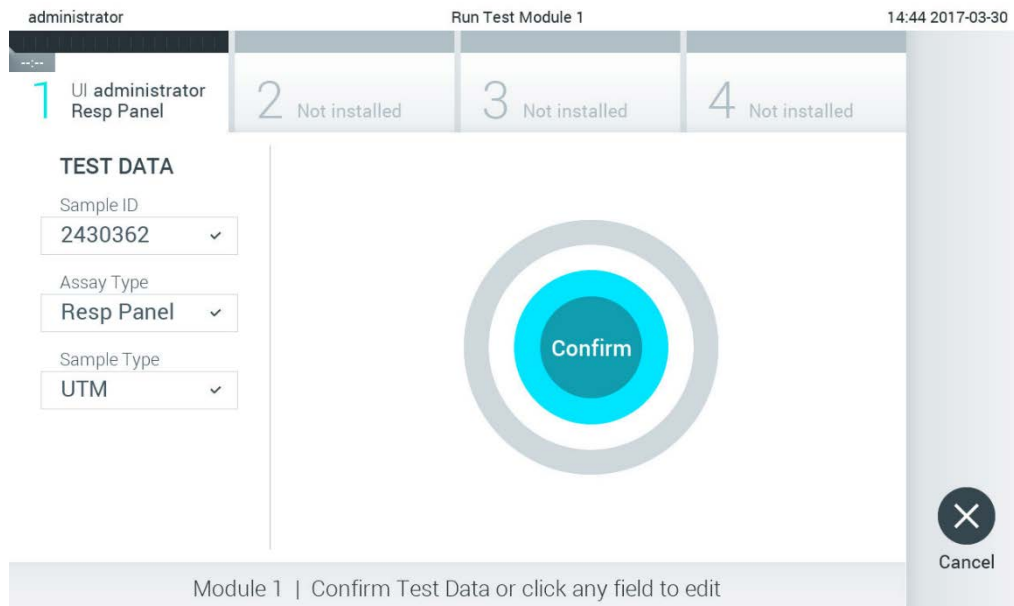 administrator
Run Test Module 1
14:44 2017-03-30
--:--
1 UI administrator
Resp Panel
2 Not installed
3 Not installed
4 Not installed
TEST DATA
Sample ID
2430362
Assay Type
Resp Panel
Sample Type
UTM
Confirm
Cancel
Module 1 | Confirm Test Data or click any field to edit